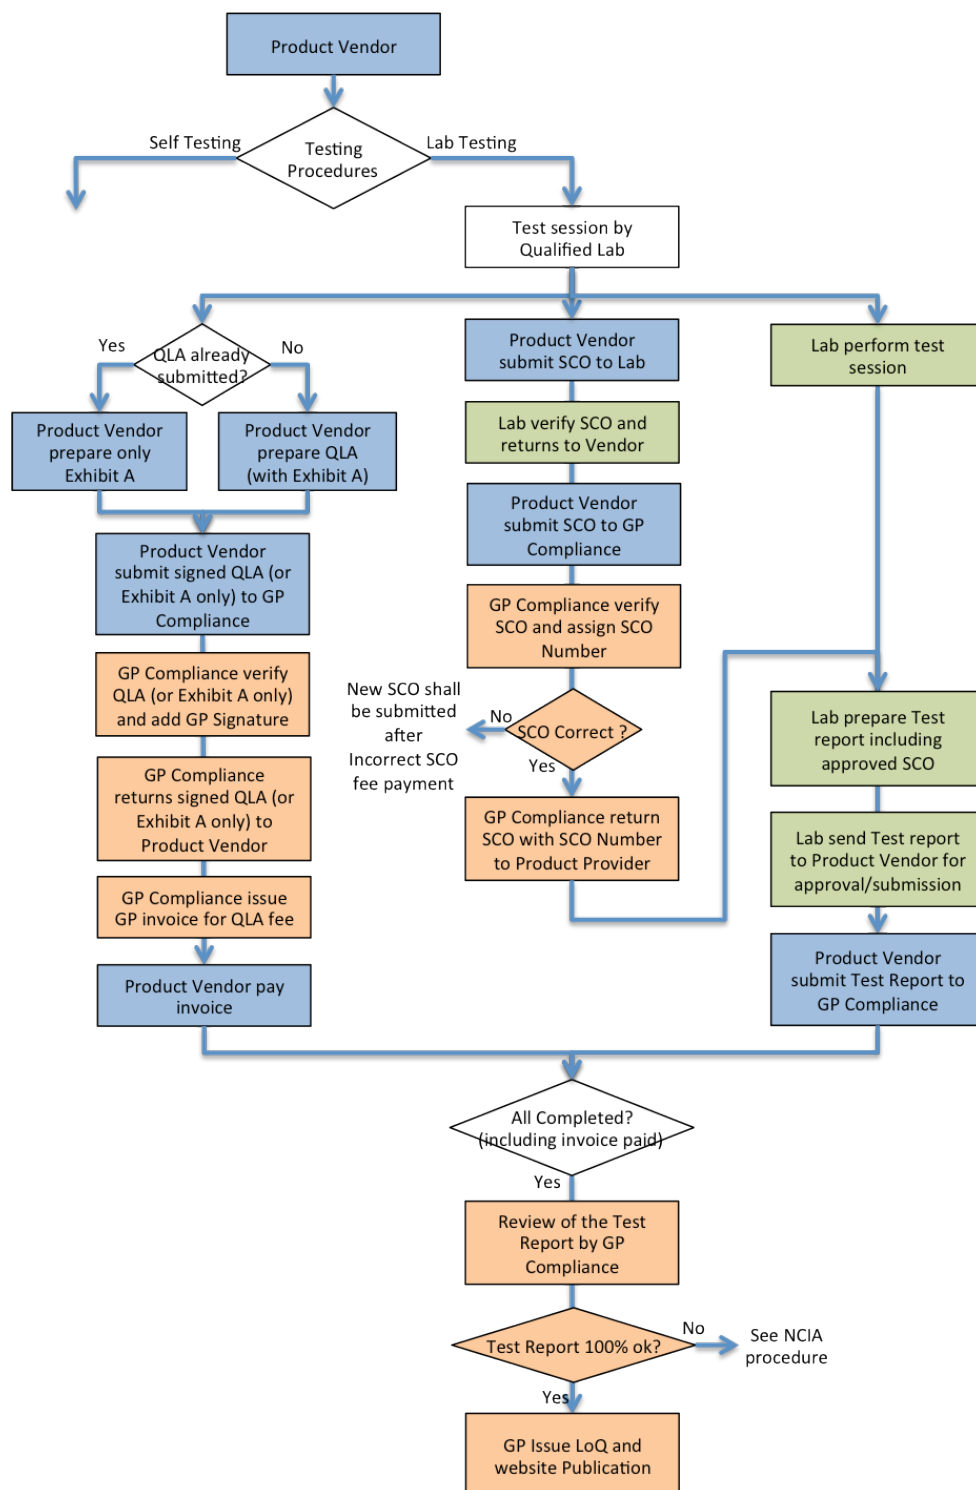 Product Vendor
Self Testing
Testing
Procedures
Lab Testing
Test session by
Qualified Lab
Yes
QLA already
submitted?
No
Product Vendor
prepare only
Exhibit A
Product Vendor
prepare QLA
(with Exhibit A)
Product Vendor
submit signed QLA (or
Exhibit A only) to GP
Compliance
GP Compliance verify
QLA (or Exhibit A only)
and add GP Signature
GP Compliance
returns signed QLA (or
Exhibit A only) to
Product Vendor
GP Compliance issue
GP invoice for QLA fee
Product Vendor pay
invoice
Product Vendor
submit SCO to Lab
Lab verify SCO and
returns to Vendor
Product Vendor
submit SCO to GP
Compliance
GP Compliance verify
SCO and assign SCO
Number
New SCO shall
be submitted
after
Incorrect SCO
fee payment
No
SCO Correct ?
Yes
GP Compliance return
SCO with SCO Number
to Product Provider
Lab perform test
session
Lab prepare Test
report including
approved SCO
Lab send Test report
to Product Vendor for
approval/submission
Product Vendor
submit Test Report to
GP Compliance
All Completed?
(including invoice paid)
Yes
Review of the Test
Report by GP
Compliance
Test Report 100% ok?
No
See NCIA
procedure
Yes
GP Issue LoQ and
website Publication